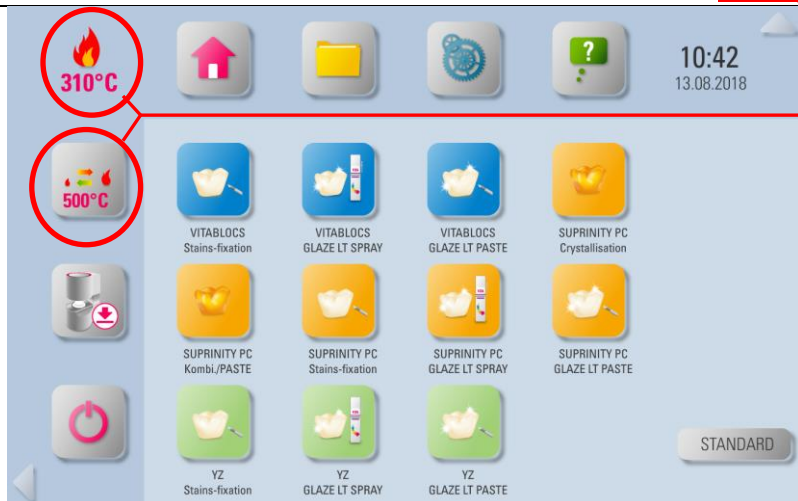 310°C
?
10:42
13.08.2018
500°C
VITABLOCS
Stains-fixation
VITABLOCS
GLAZE LT SPRAY
VITABLOCS
GLAZE LT PASTE
SUPRINITY PC
Crystallisation
SUPRINITY PC
Kombi./PASTE
SUPRINITY PC
Stains-fixation
SUPRINITY PC
GLAZE LT SPRAY
SUPRINITY PC
GLAZE LT PASTE
YZ
Stains-fixation
YZ
GLAZE LT SPRAY
YZ
GLAZE LT PASTE
STANDARD